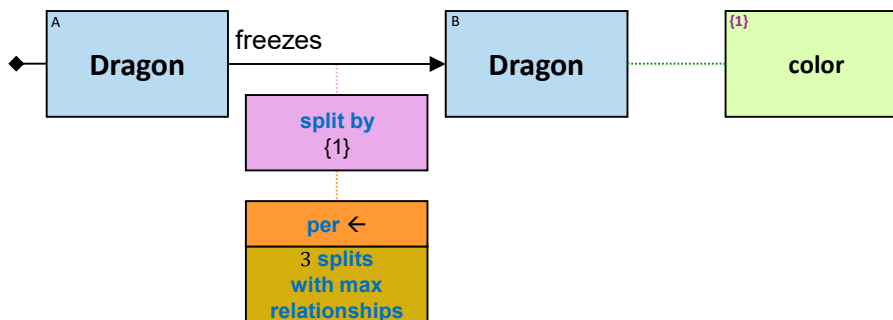 A
Dragon
freezes
B
Dragon
{1}
color
split by
{1}
per ←
3 splits
with max
relationships